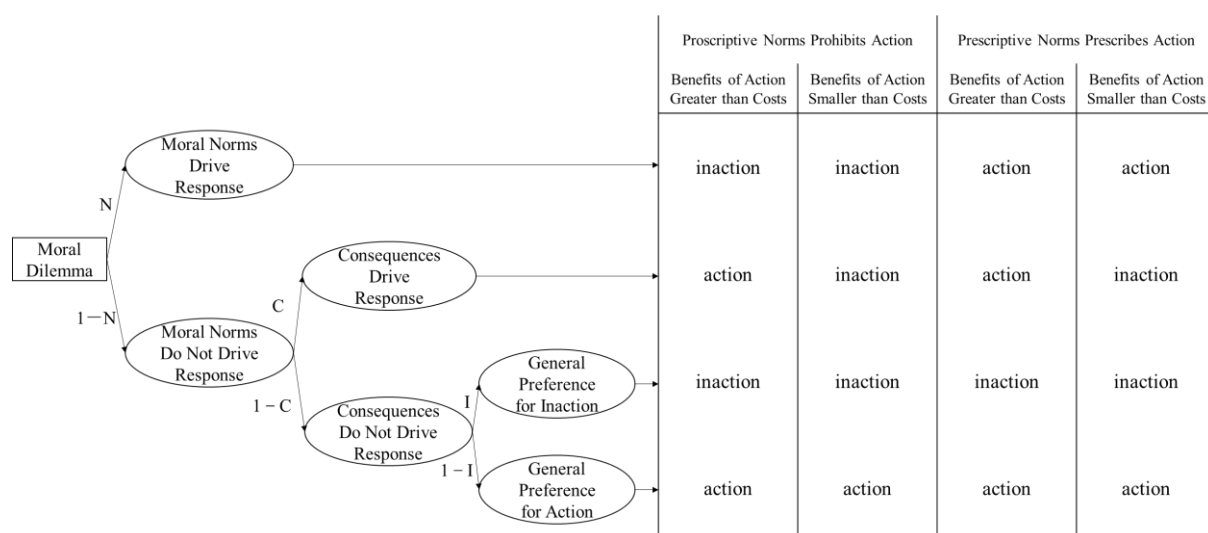 Proscriptive Norms Prohibits Action
Prescriptive Norms Prescribes Action
Benefits of Action
Greater than Costs
Benefits of Action
Smaller than Costs
Benefits of Action
Greater than Costs
Benefits of Action
Smaller than Costs
Moral Norms
Drive
Response
inaction
inaction
action
action
N
Moral
Dilemma
1−N
Consequences
Drive
Response
action
inaction
action
inaction
C
Moral Norms
Do Not Drive
Response
1 − C
General
Preference
for Inaction
inaction
inaction
inaction
inaction
I
Consequences
Do Not Drive
Response
1 − I
General
Preference
for Action
action
action
action
action